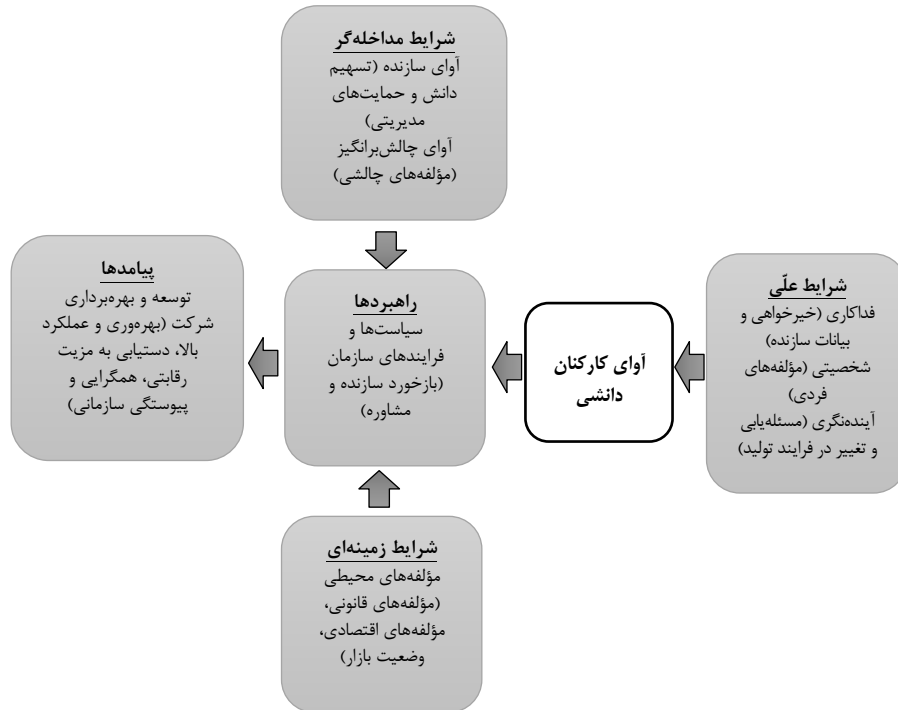 شرایط مداخله‌گر
آوای سازنده (تسهیم
دانش و حمایت‌های
مدیریتی)
آوای چالش‌برانگیز
(مؤلفه‌های چالشی)
شرایط علّی
فداکاری (خیرخواهی و
بیانات سازنده)
شخصیتی (مؤلفه‌های
فردی)
آینده‌نگری (مسئله‌یابی
و تغییر در فرایند تولید)
آوای کارکنان
دانشی
راهبردها
سیاست‌ها و
فرایندهای سازمان
(بازخورد سازنده و
مشاوره)
پیامدها
توسعه و بهره‌برداری
شرکت (بهره‌وری و عملکرد
بالا، دستیابی به مزیت
رقابتی، همگرایی و
پیوستگی سازمانی)
شرایط زمینه‌ای
مؤلفه‌های محیطی
(مؤلفه‌های قانونی،
مؤلفه‌های اقتصادی،
وضعیت بازار)